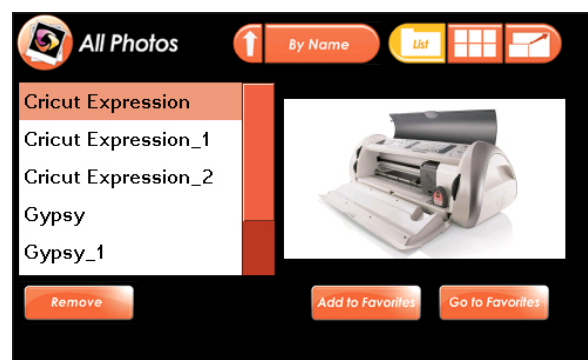 All Photos
By Name
List
Cricut Expression
Cricut Expression_1
Cricut Expression_2
Gypsy
Gypsy_1
Remove
Add to Favorites
Go to Favorites